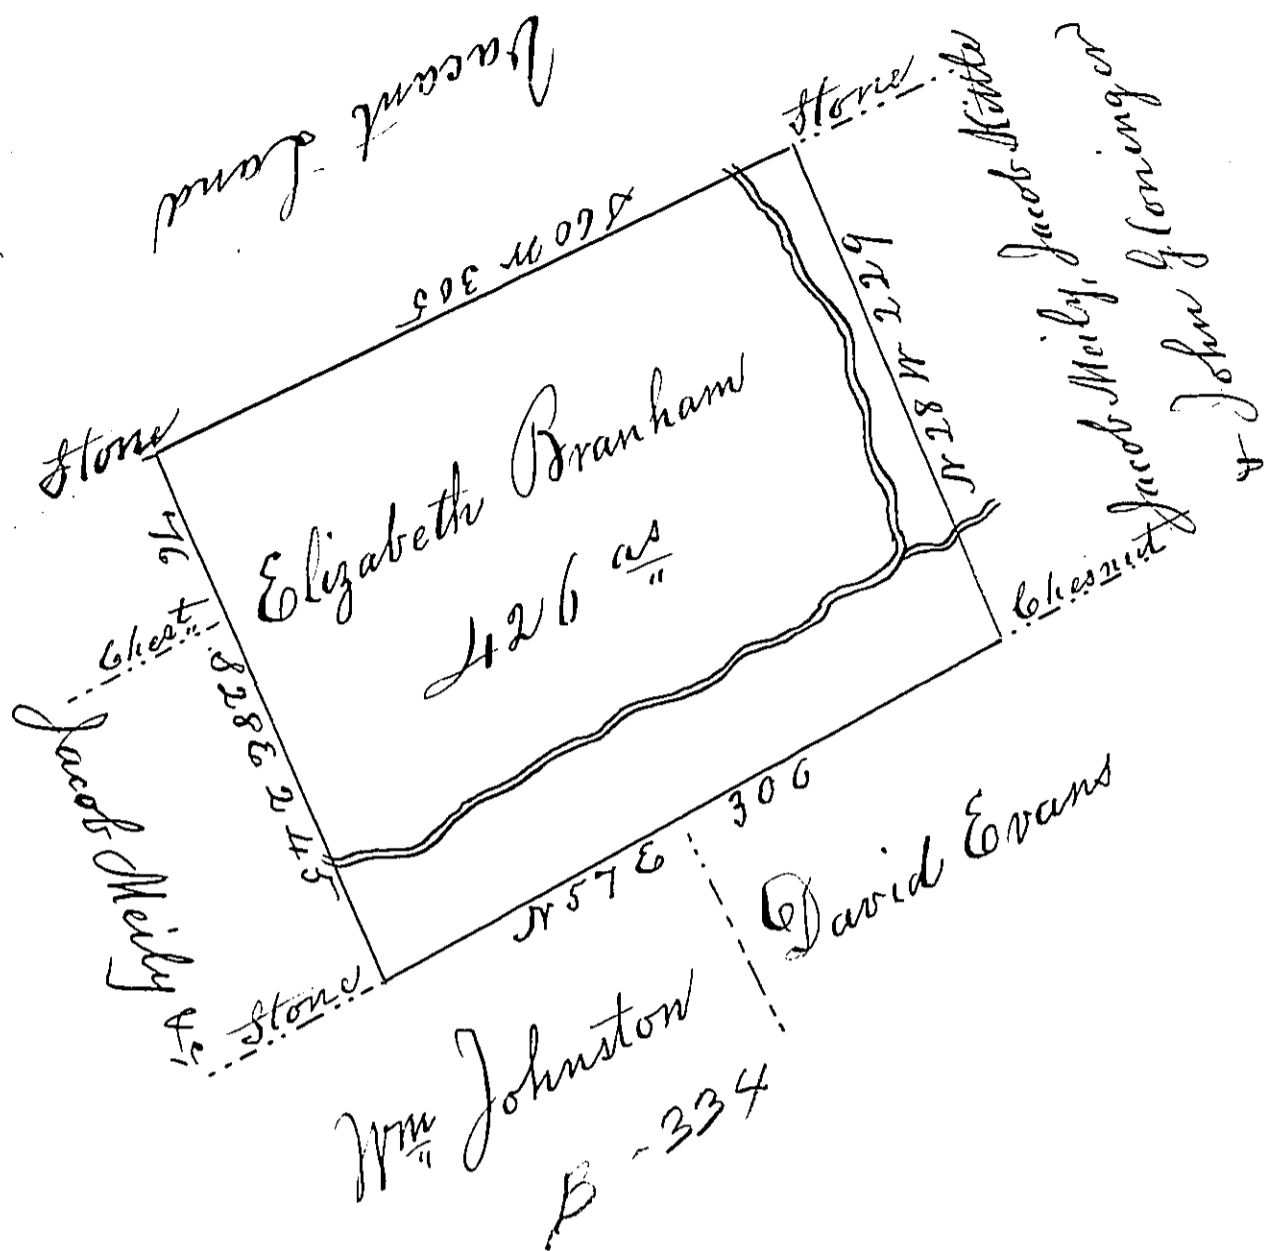 Vacant Land
Stone
S 60 W 305
N 28 W 229
Jacob Meily, Jacob Kittle
& John Gloninger
Stone
76
Elizabeth Branham
426 as
Chest
S 28 E 245
Jacob Meily &c
Chesnut
Stone
N 57 E 306
David Evans
Wm Johnston
B - 334